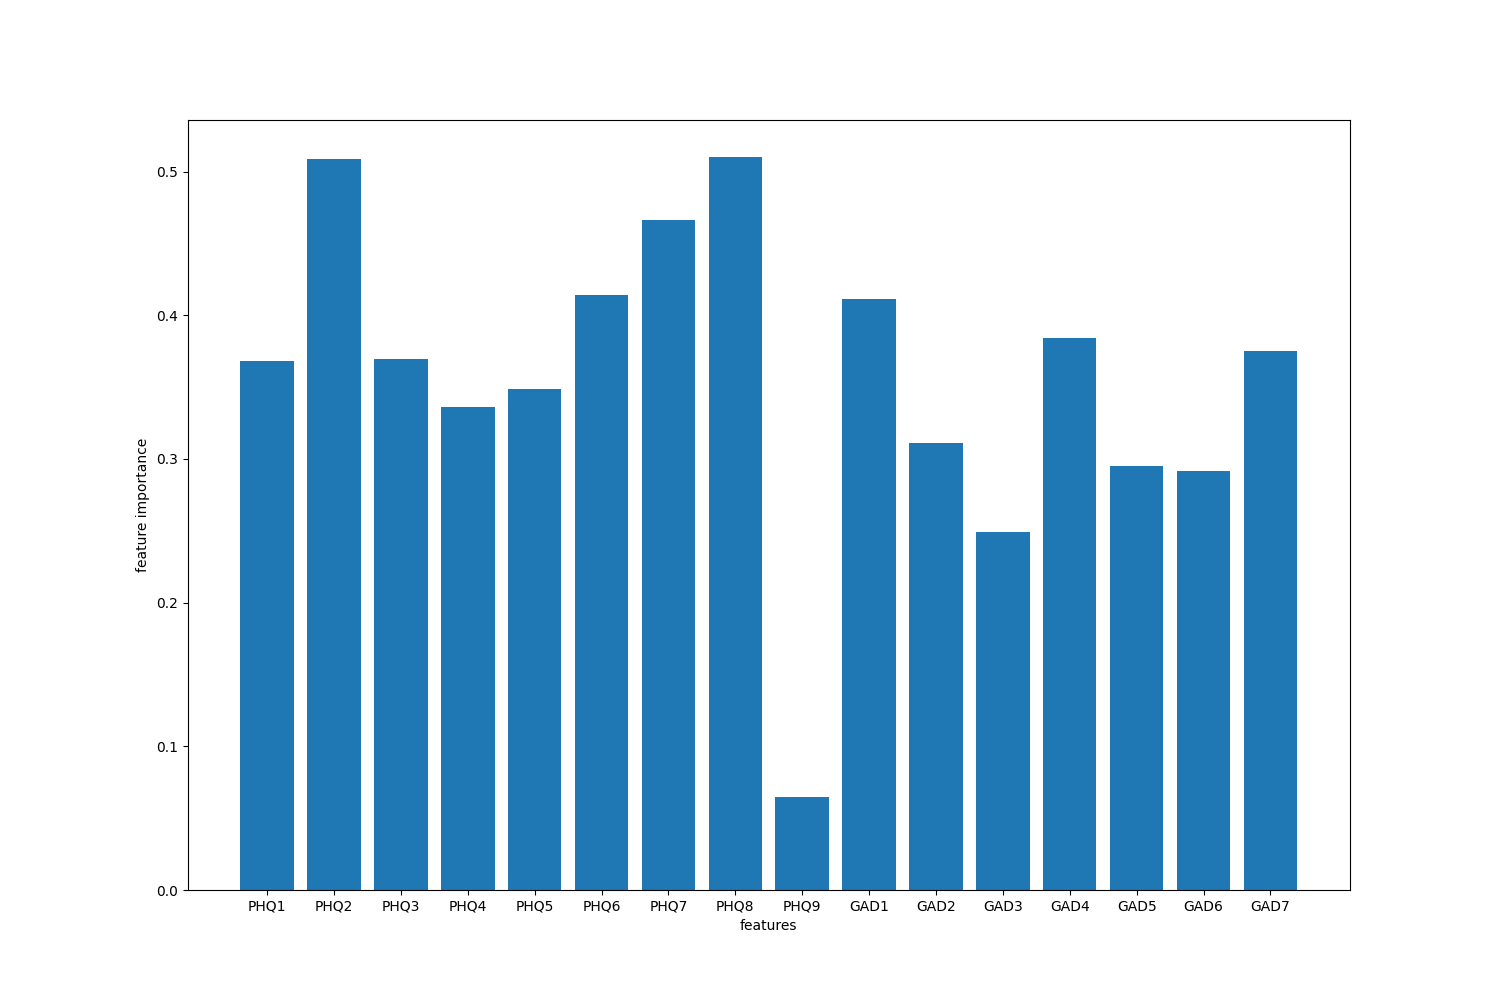 0.5
0.4
0.3
0.2
0.1
0.0
feature importance
PHQ1 PHQ2 PHQ3 PHQ4 PHQ5 PHQ6 PHQ7 PHQ8 PHQ9 GAD1 GAD2 GAD3 GAD4 GAD5 GAD6 GAD7
features